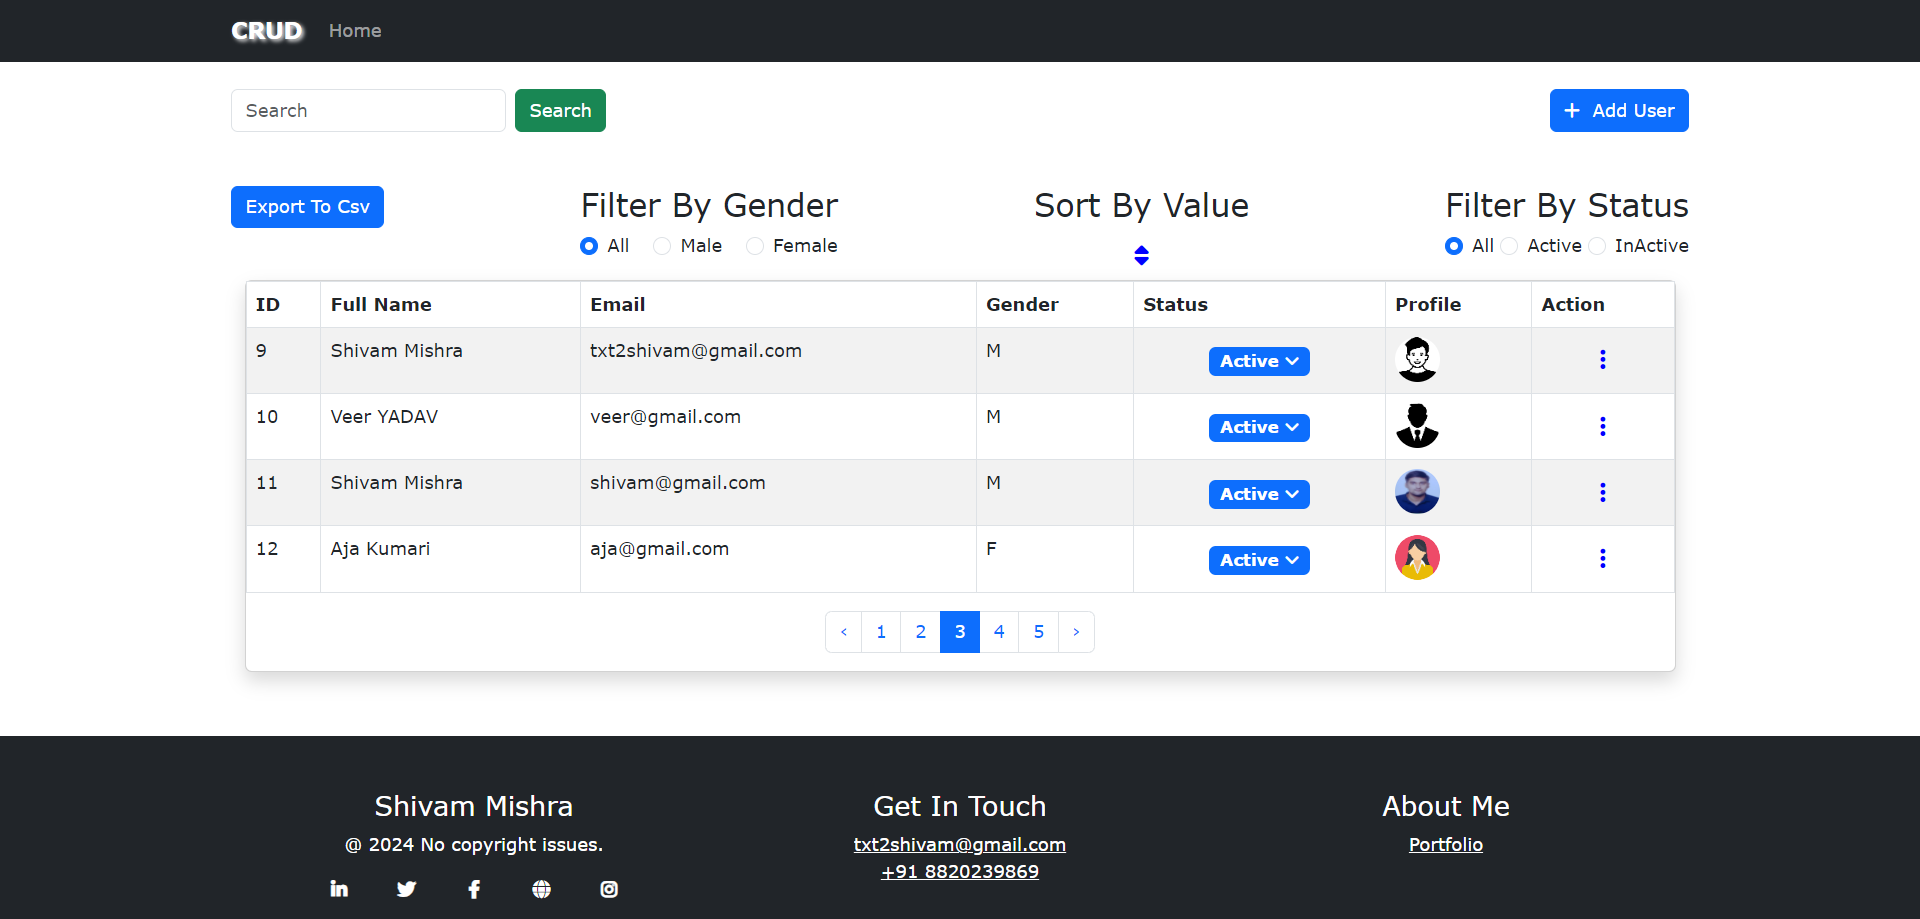 CRUD Home
Search Search + Add User
Export To Csv Filter By Gender Sort By Value Filter By Status
All Male Female All Active InActive
ID Full Name Email Gender Status Profile Action
9 Shivam Mishra txt2shivam@gmail.com M Active
10 Veer YADAV veer@gmail.com M Active
11 Shivam Mishra shivam@gmail.com M Active
12 Aja Kumari aja@gmail.com F Active
‹ 1 2 3 4 5 ›
Shivam Mishra Get In Touch About Me
@ 2024 No copyright issues. txt2shivam@gmail.com Portfolio
+91 8820239869